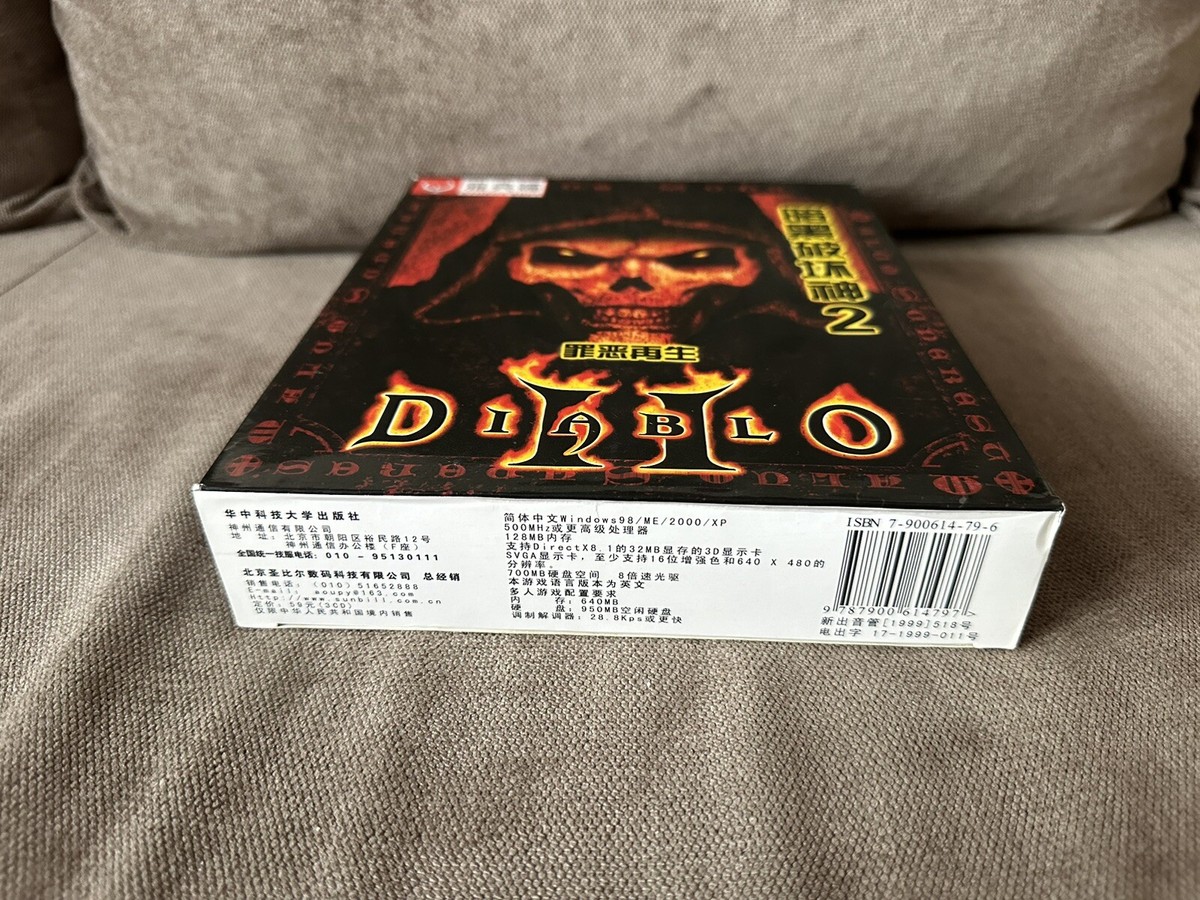 暗黑破坏神2
罪恶再生
DIABLO II
华中科技大学出版社
神州通信有限公司
地 址: 北京市朝阳区裕民路12号
神州通信办公楼(F座)
全国统一技服电话: 010 - 95130111
北京圣比尔数码科技有限公司 总经销
销售电话: (010) 51652888
E-mail: aoupy@163.com
Http://www.sunbill.com.cn
定价: 59元(3CD)
仅限中华人民共和国境内销售
简体中文Windows98/ME/2000/XP
500MHz或更高级处理器
128MB内存
支持DirectX8.1的32MB显存的3D显示卡
SVGA显示卡，至少支持16位增强色和640 X 480的
分辨率。
700MB硬盘空间 8倍速光驱
本游戏语言版本为英文
多人游戏配置要求
内 存: 640MB
硬 盘: 950MB空闲硬盘
调制解调器: 28.8Kps或更快
ISBN 7-900614-79-6
9 787900 614797 >
新出音管[1999]518号
电出字 17-1999-011号